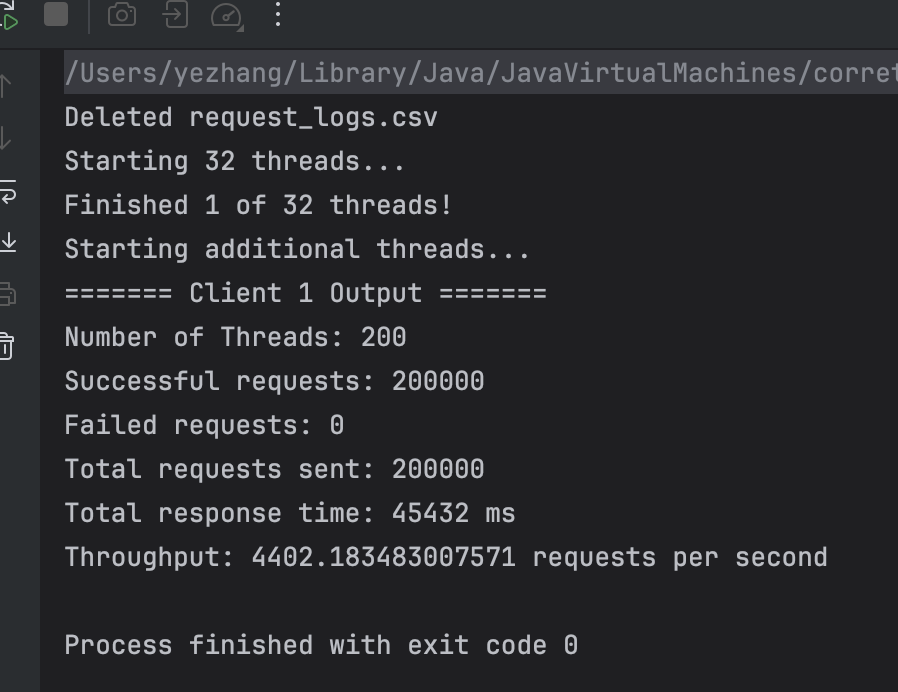 /Users/yezhang/Library/Java/JavaVirtualMachines/corret
Deleted request_logs.csv
Starting 32 threads...
Finished 1 of 32 threads!
Starting additional threads...
======= Client 1 Output =======
Number of Threads: 200
Successful requests: 200000
Failed requests: 0
Total requests sent: 200000
Total response time: 45432 ms
Throughput: 4402.183483007571 requests per second
Process finished with exit code 0